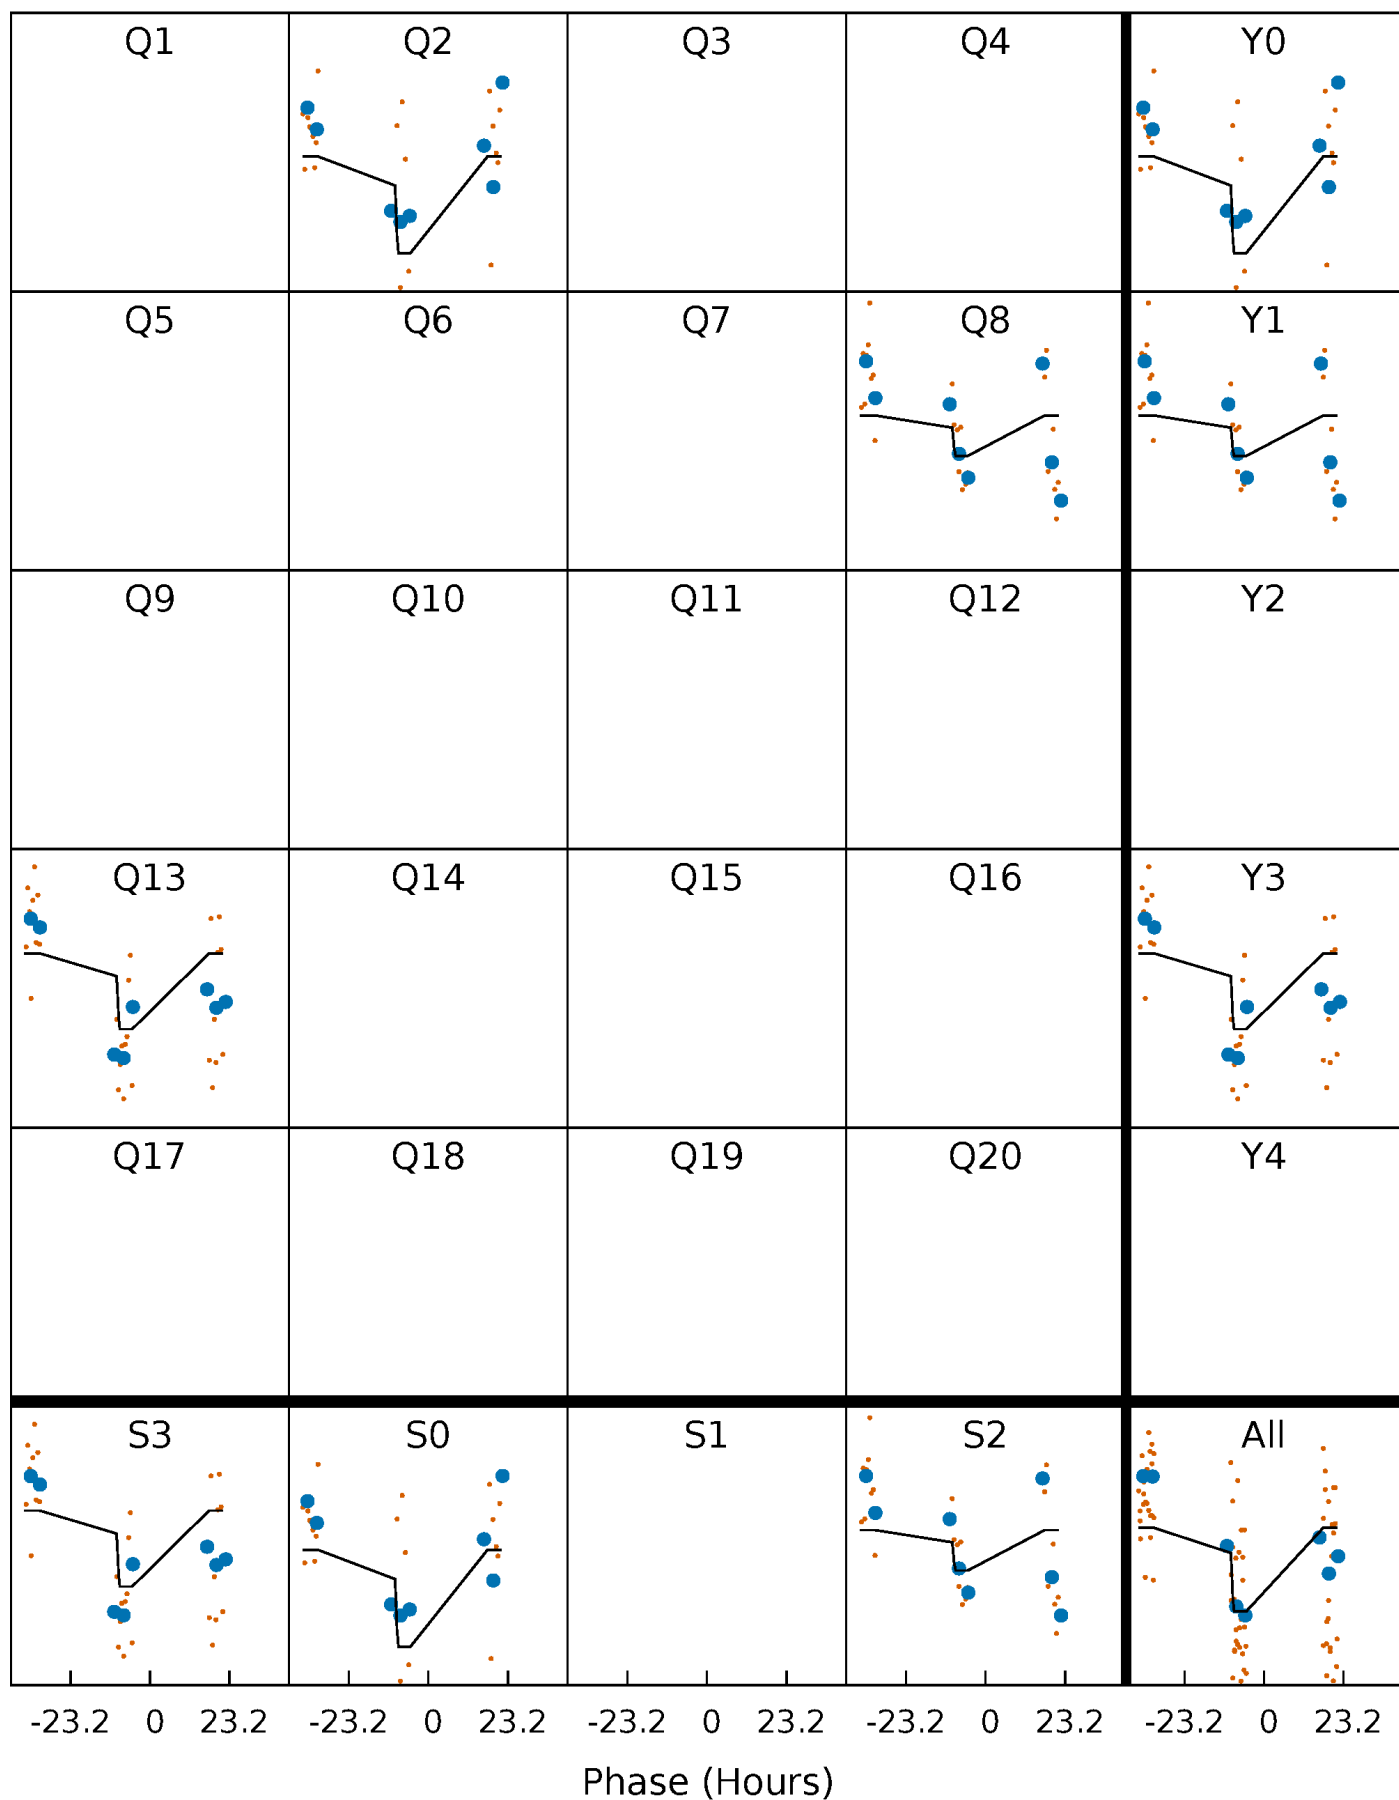 Q1 Q2 Q3 Q4 Y0
Q5 Q6 Q7 Q8 Y1
Q9 Q10 Q11 Q12 Y2
Q13 Q14 Q15 Q16 Y3
Q17 Q18 Q19 Q20 Y4
S3 S0 S1 S2 All
-23.2 0 23.2 -23.2 0 23.2 -23.2 0 23.2 -23.2 0 23.2 -23.2 0 23.2
Phase (Hours)